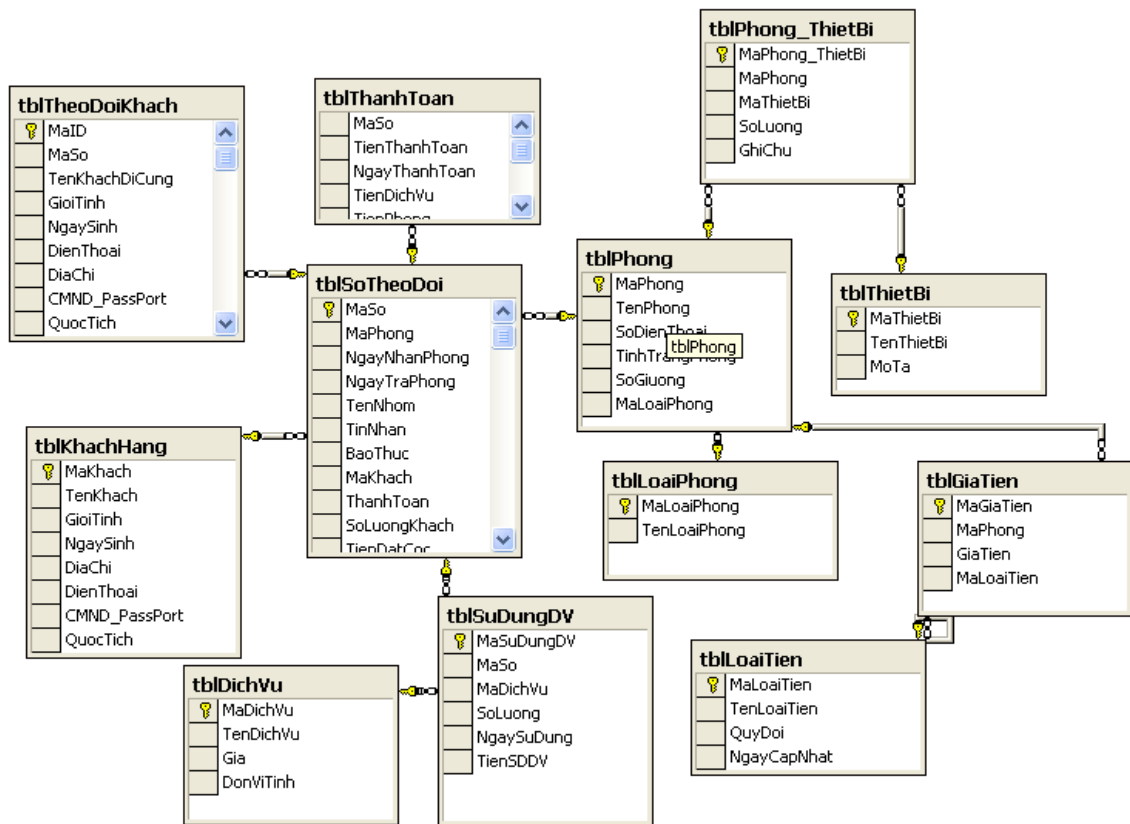 tblPhong_ThietBi
MaPhong_ThietBi
MaPhong
MaThietBi
SoLuong
GhiChu
tblTheoDoiKhach
MaID
MaSo
TenKhachDiCung
GioiTinh
NgaySinh
DienThoai
DiaChi
CMND_PassPort
QuocTich
tblThanhToan
MaSo
TienThanhToan
NgayThanhToan
TienDichVu
TienPhong
tblSoTheoDoi
MaSo
MaPhong
NgayNhanPhong
NgayTraPhong
TenNhom
TinNhan
BaoThuc
MaKhach
ThanhToan
SoLuongKhach
TienDatCoc
tblPhong
MaPhong
TenPhong
SoDienThoai
tblPhong
TinhTrangPhong
SoGiuong
MaLoaiPhong
tblThietBi
MaThietBi
TenThietBi
MoTa
tblKhachHang
MaKhach
TenKhach
GioiTinh
NgaySinh
DiaChi
DienThoai
CMND_PassPort
QuocTich
tblLoaiPhong
MaLoaiPhong
TenLoaiPhong
tblGiaTien
MaGiaTien
MaPhong
GiaTien
MaLoaiTien
tblSuDungDV
MaSuDungDV
MaSo
MaDichVu
SoLuong
NgaySuDung
TienSDDV
tblDichVu
MaDichVu
TenDichVu
Gia
DonViTinh
tblLoaiTien
MaLoaiTien
TenLoaiTien
QuyDoi
NgayCapNhat